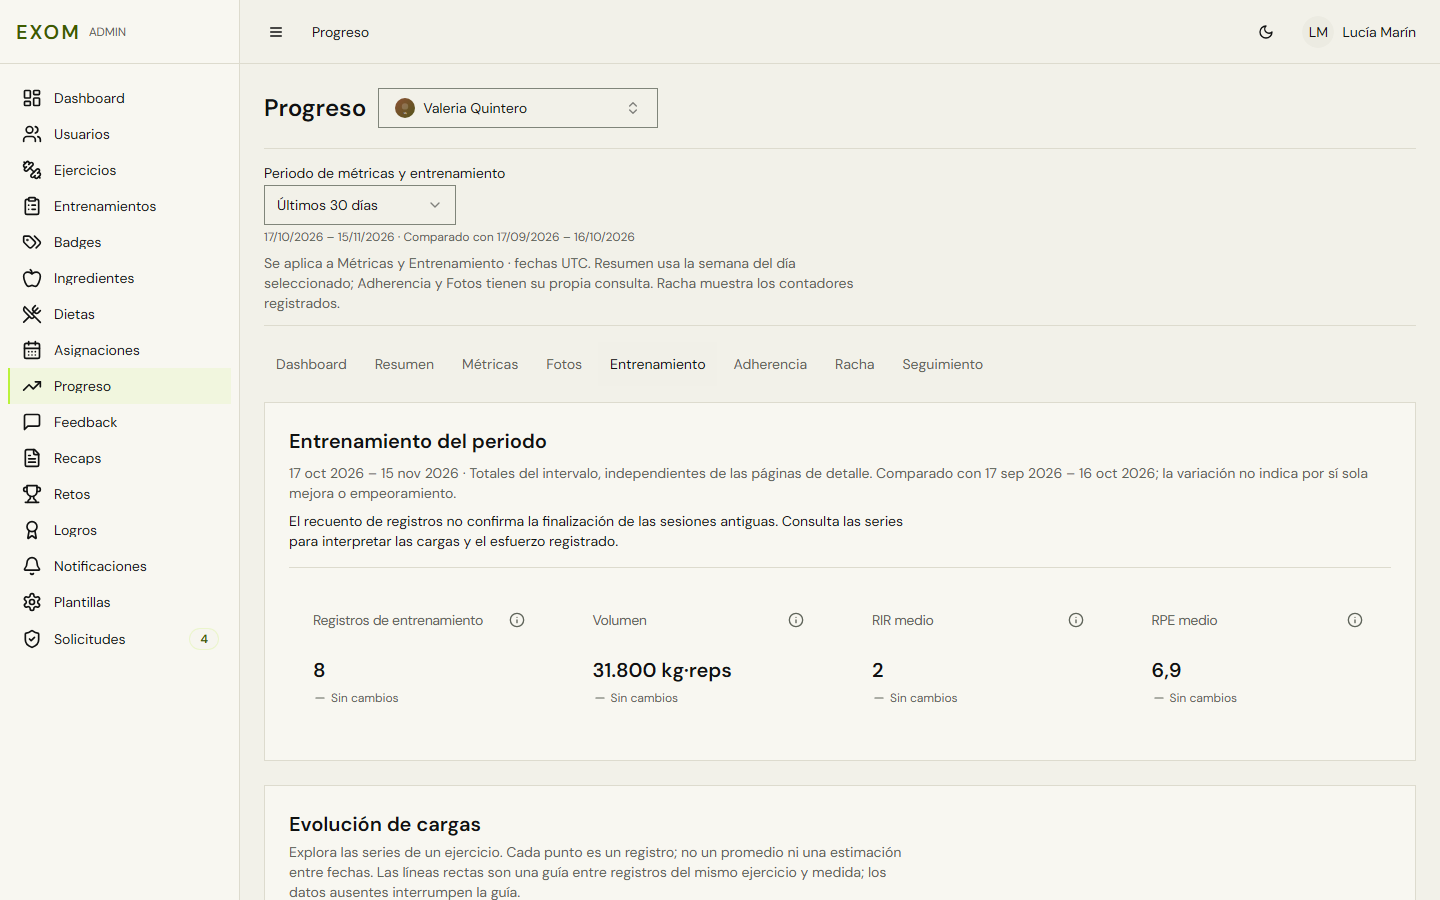 EXOM ADMIN
Progreso
LM Lucía Marín
Dashboard
Usuarios
Ejercicios
Entrenamientos
Badges
Ingredientes
Dietas
Asignaciones
Progreso
Feedback
Recaps
Retos
Logros
Notificaciones
Plantillas
Solicitudes 4
Progreso
Valeria Quintero
Periodo de métricas y entrenamiento
Últimos 30 días
17/10/2026 – 15/11/2026 · Comparado con 17/09/2026 – 16/10/2026
Se aplica a Métricas y Entrenamiento · fechas UTC. Resumen usa la semana del día
seleccionado; Adherencia y Fotos tienen su propia consulta. Racha muestra los contadores
registrados.
Dashboard Resumen Métricas Fotos Entrenamiento Adherencia Racha Seguimiento
Entrenamiento del periodo
17 oct 2026 – 15 nov 2026 · Totales del intervalo, independientes de las páginas de detalle. Comparado con 17 sep 2026 – 16 oct 2026; la variación no indica por sí sola
mejora o empeoramiento.
El recuento de registros no confirma la finalización de las sesiones antiguas. Consulta las series
para interpretar las cargas y el esfuerzo registrado.
Registros de entrenamiento
8
— Sin cambios
Volumen
31.800 kg·reps
— Sin cambios
RIR medio
2
— Sin cambios
RPE medio
6,9
— Sin cambios
Evolución de cargas
Explora las series de un ejercicio. Cada punto es un registro; no un promedio ni una estimación
entre fechas. Las líneas rectas son una guía entre registros del mismo ejercicio y medida; los
datos ausentes interrumpen la guía.